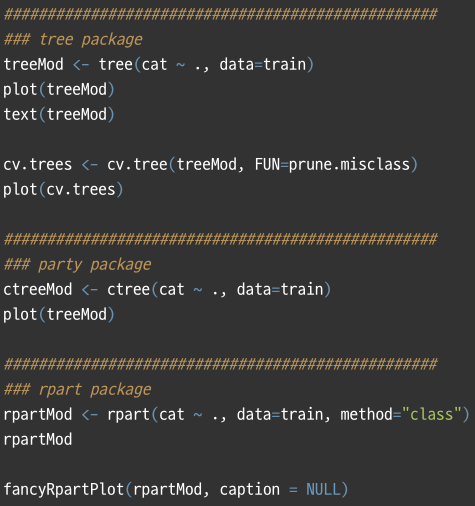 ##################################################
### tree package
treeMod <- tree(cat ~ ., data=train)
plot(treeMod)
text(treeMod)
cv.trees <- cv.tree(treeMod, FUN=prune.misclass)
plot(cv.trees)
##################################################
### party package
ctreeMod <- ctree(cat ~ ., data=train)
plot(treeMod)
##################################################
### rpart package
rpartMod <- rpart(cat ~ ., data=train, method="class")
rpartMod
fancyRpartPlot(rpartMod, caption = NULL)